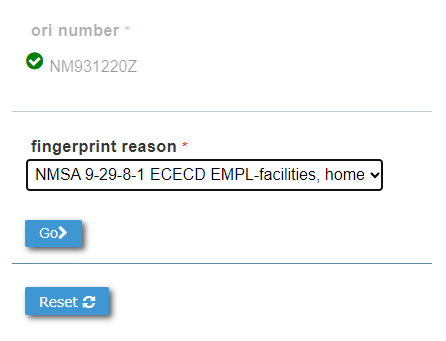 ori number *
NM931220Z
fingerprint reason *
NMSA 9-29-8-1 ECECD EMPL-facilities, home
Go
Reset